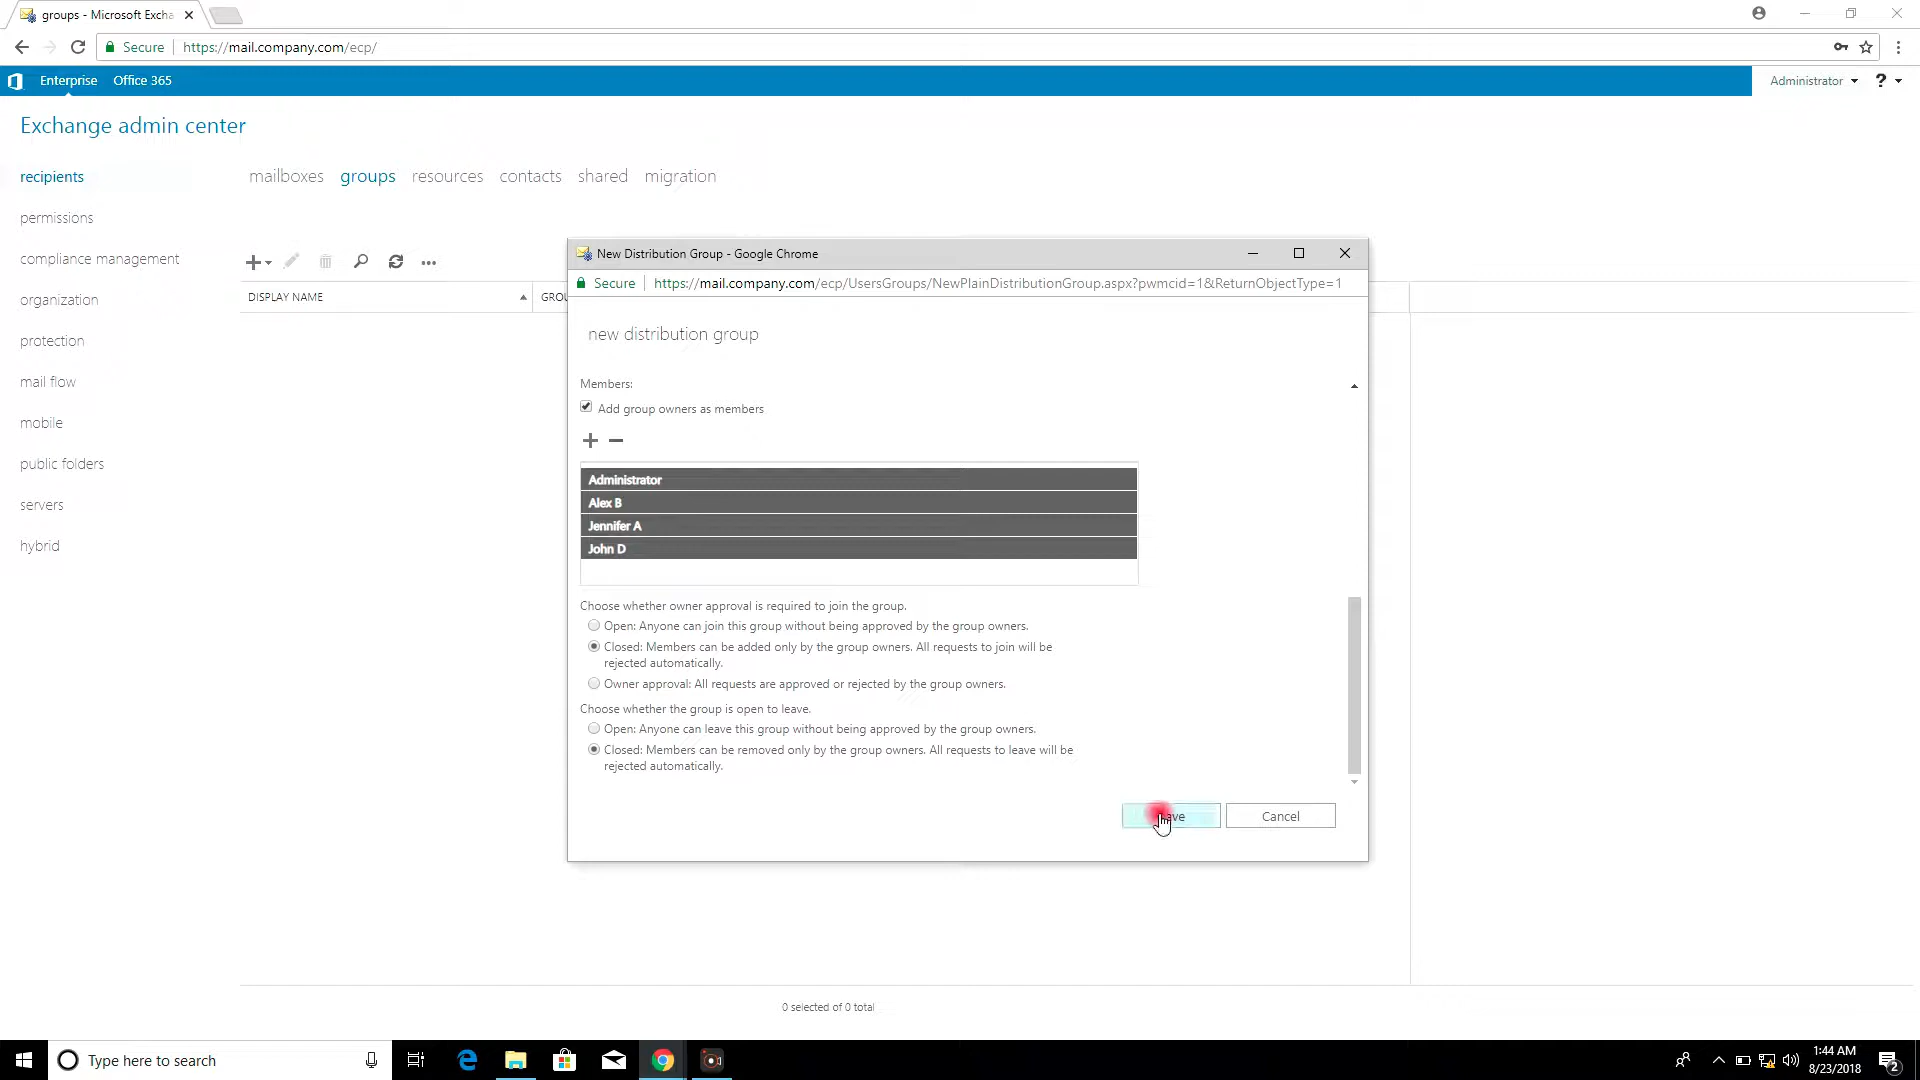 groups - Microsoft Excha
Secure https://mail.company.com/ecp/
Enterprise Office 365 Administrator ?
Exchange admin center
recipients
permissions
compliance management
organization
protection
mail flow
mobile
public folders
servers
hybrid
mailboxes groups resources contacts shared migration
DISPLAY NAME GROU
New Distribution Group - Google Chrome
Secure https://mail.company.com/ecp/UsersGroups/NewPlainDistributionGroup.aspx?pwmcid=1&ReturnObjectType=1
new distribution group
Members:
Add group owners as members
Administrator
Alex B
Jennifer A
John D
Choose whether owner approval is required to join the group.
Open: Anyone can join this group without being approved by the group owners.
Closed: Members can be added only by the group owners. All requests to join will be
rejected automatically.
Owner approval: All requests are approved or rejected by the group owners.
Choose whether the group is open to leave.
Open: Anyone can leave this group without being approved by the group owners.
Closed: Members can be removed only by the group owners. All requests to leave will be
rejected automatically.
Cancel
0 selected of 0 total
Type here to search
1:44 AM
8/23/2018
2